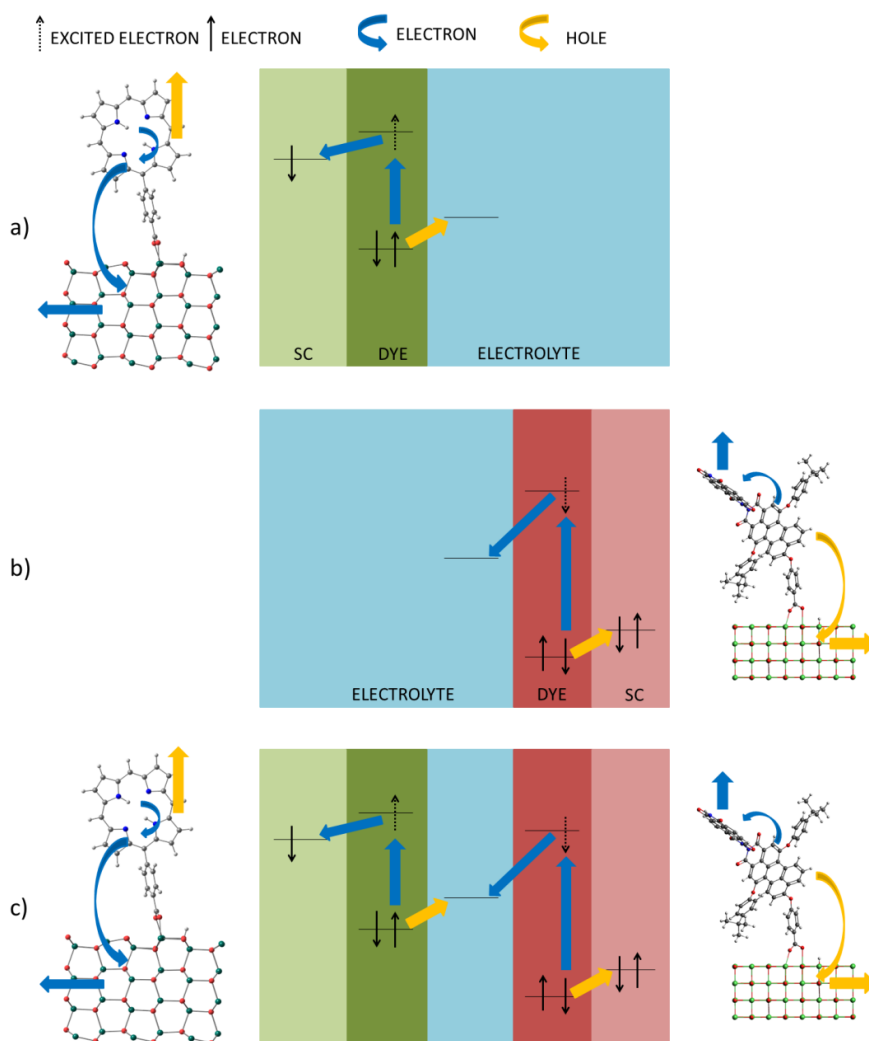 EXCITED ELECTRON ELECTRON ELECTRON HOLE
a)
SC DYE ELECTROLYTE
b)
ELECTROLYTE DYE SC
c)